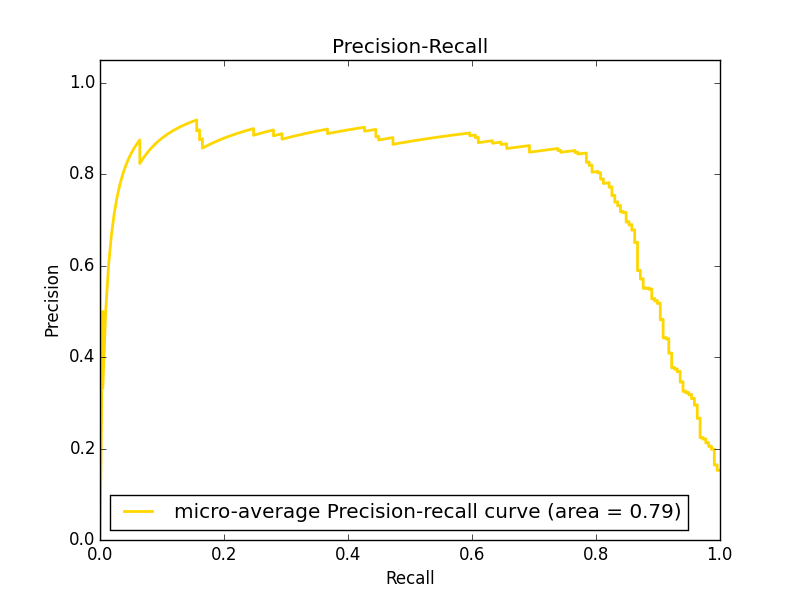 Precision-Recall
1.0
0.8
0.6
0.4
0.2
0.0
Precision
micro-average Precision-recall curve (area = 0.79)
0.0 0.2 0.4 0.6 0.8 1.0
Recall